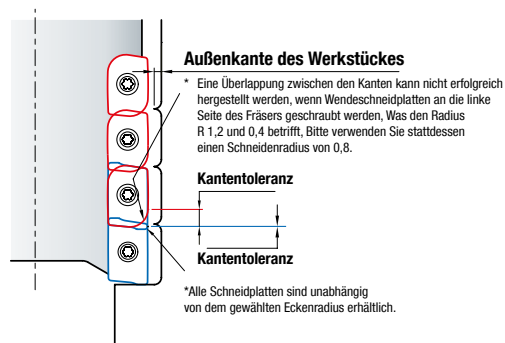 Außenkante des Werkstückes
* Eine Überlappung zwischen den Kanten kann nicht erfolgreich
hergestellt werden, wenn Wendeschneidplatten an die linke
Seite des Fräsers geschraubt werden, Was den Radius
R 1,2 und 0,4 betrifft, Bitte verwenden Sie stattdessen
einen Schneidenradius von 0,8.
Kantentoleranz
Kantentoleranz
*Alle Schneidplatten sind unabhängig
von dem gewählten Eckenradius erhältlich.